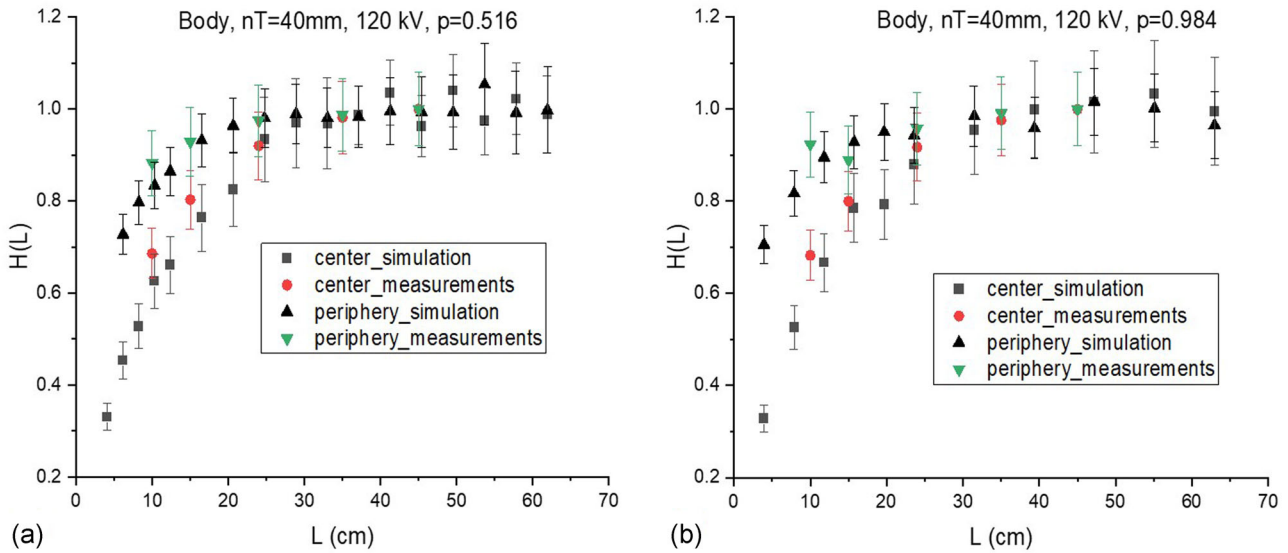 Body, nT=40mm, 120 kV, p=0.516
1.2
1.0
0.8
0.6
0.4
0.2
H(L)
center_simulation
center_measurements
periphery_simulation
periphery_measurements
0 10 20 30 40 50 60 70
L (cm)
(a)
Body, nT=40mm, 120 kV, p=0.984
1.2
1.0
0.8
0.6
0.4
0.2
H(L)
center_simulation
center_measurements
periphery_simulation
periphery_measurements
0 10 20 30 40 50 60 70
L (cm)
(b)